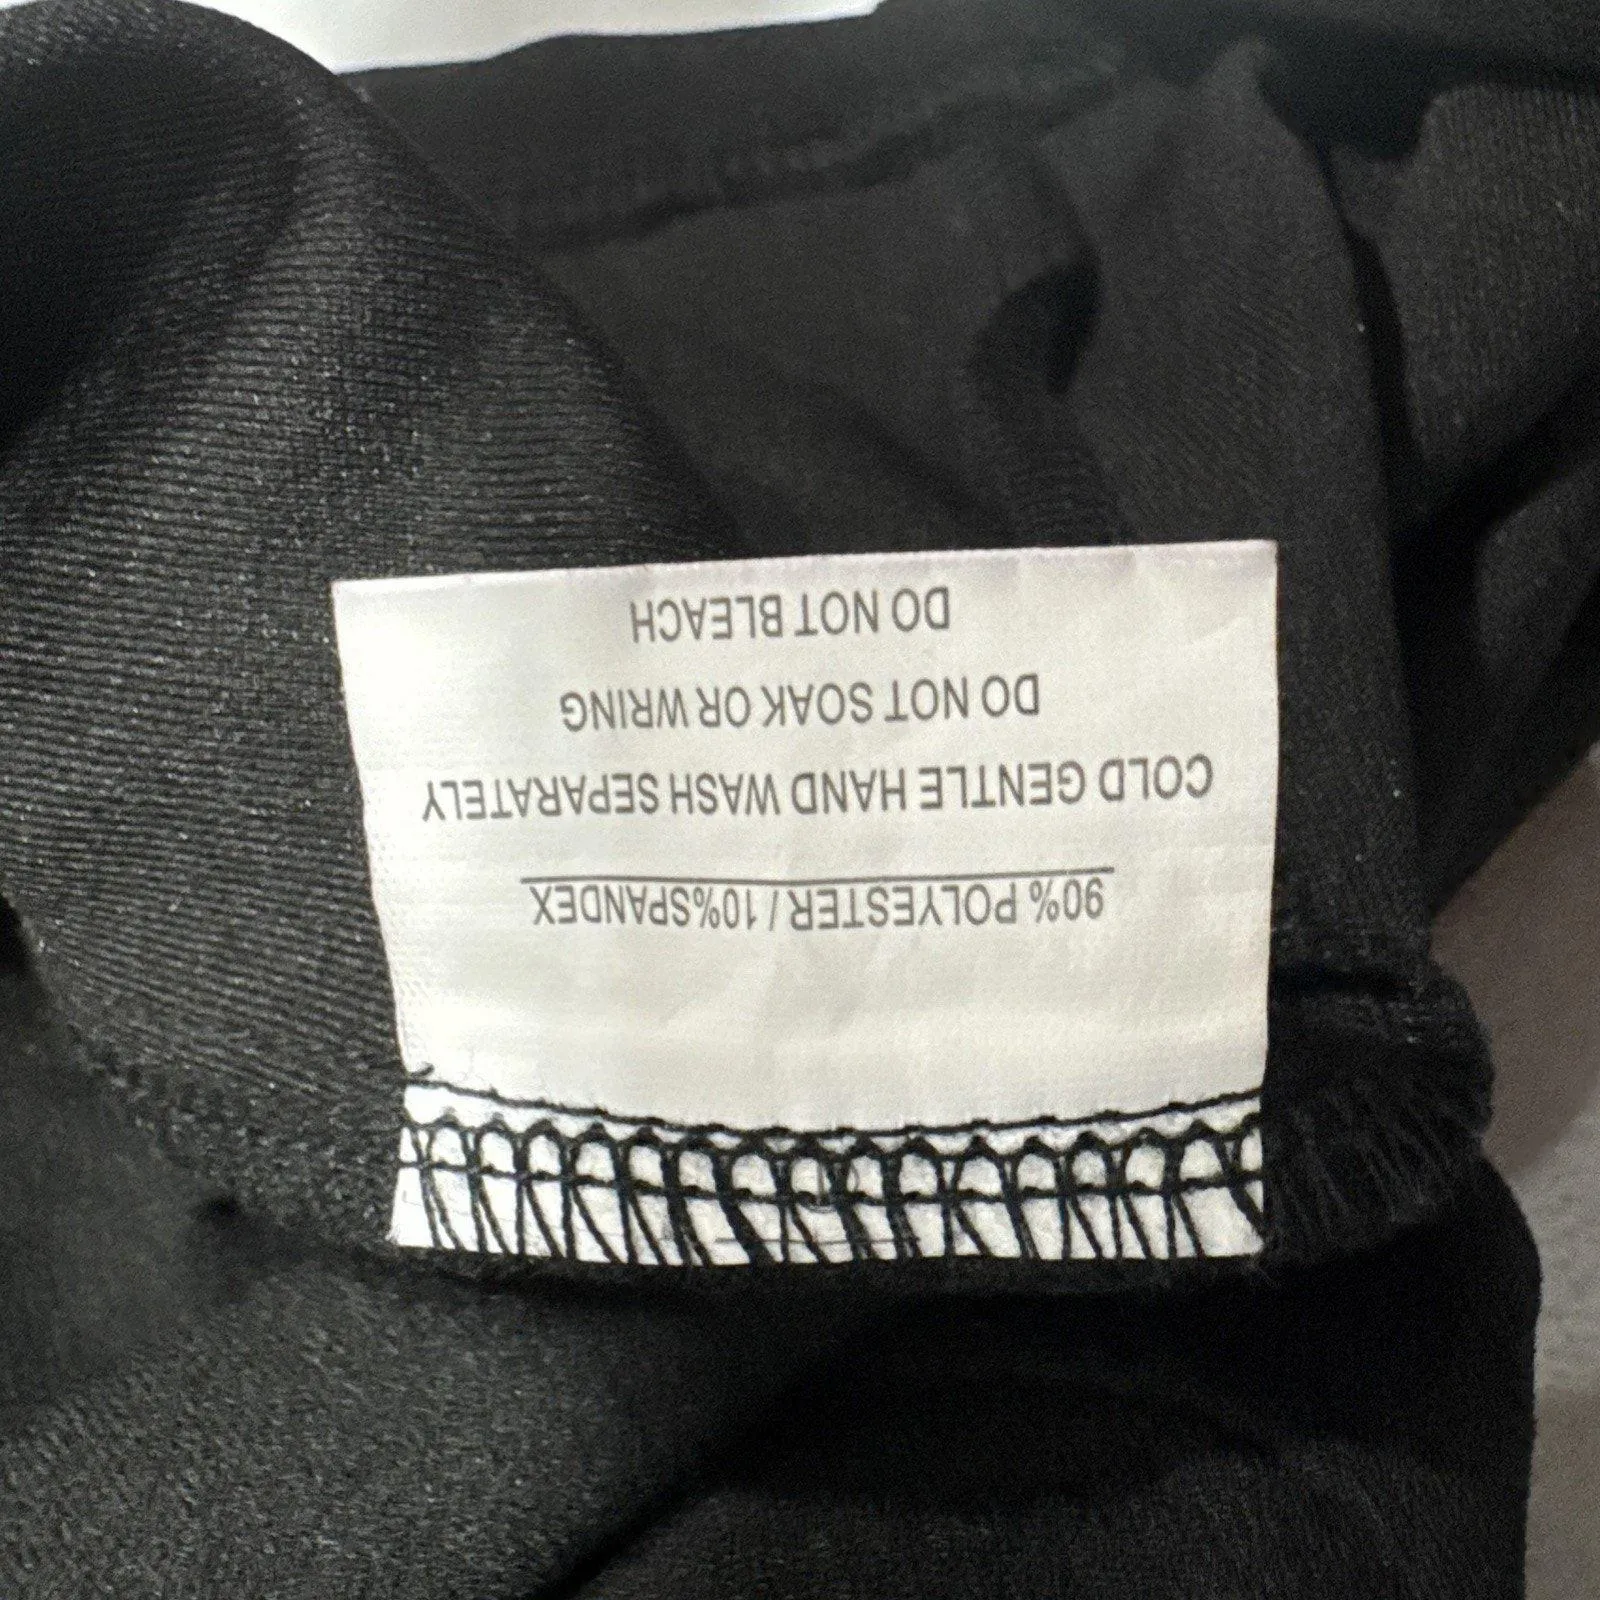 90% POLYESTER / 10%SPANDEX
COLD GENTLE HAND WASH SEPARATELY
DO NOT SOAK OR WRING
DO NOT BLEACH